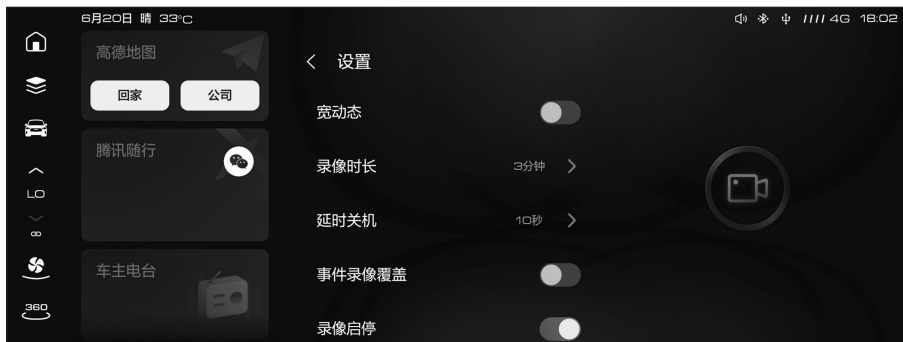 6月20日 晴 33°C
4G 18:02
高德地图
回家
公司
腾讯随行
车主电台
LO
360
设置
宽动态
录像时长 3分钟
延时关机 10秒
事件录像覆盖
录像启停